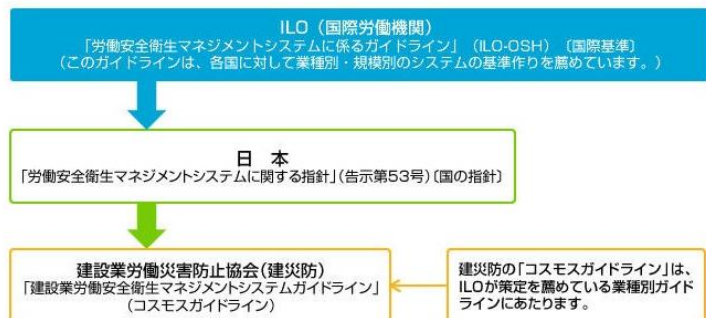 ILO（国際労働機関）
「労働安全衛生マネジメントシステムに係るガイドライン」（ILO-OSH）〔国際基準〕
（このガイドラインは、各国に対して業種別・規模別のシステムの基準作りを薦めています。）
日　本
「労働安全衛生マネジメントシステムに関する指針」（告示第53号）〔国の指針〕
建設業労働災害防止協会（建災防）
「建設業労働安全衛生マネジメントシステムガイドライン」
（コスモスガイドライン）
建災防の「コスモスガイドライン」は、
ILOが策定を薦めている業種別ガイド
ラインにあたります。